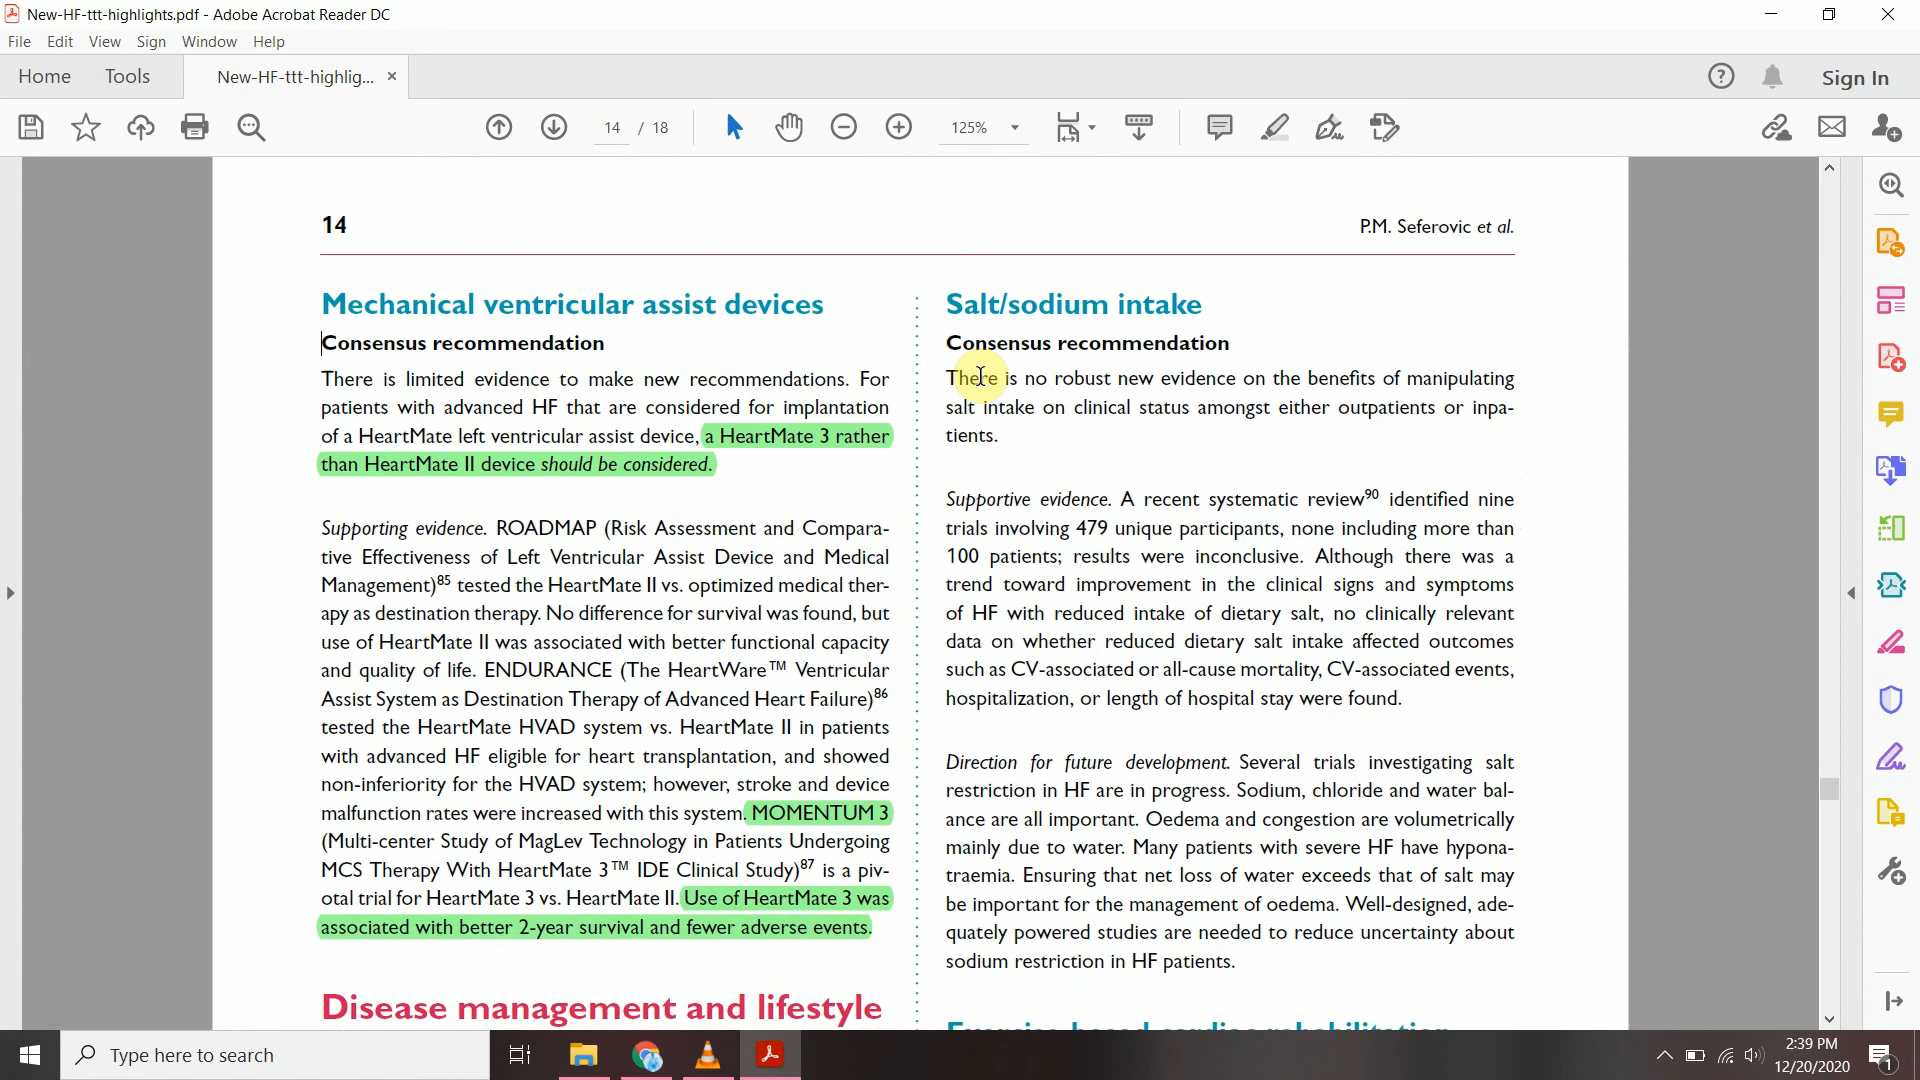 New-HF-ttt-highlights.pdf - Adobe Acrobat Reader DC
File Edit View Sign Window Help
Home Tools New-HF-ttt-highlig... × Sign In
14 / 18 125%
14 P.M. Seferovic et al.
Mechanical ventricular assist devices
Consensus recommendation
There is limited evidence to make new recommendations. For
patients with advanced HF that are considered for implantation
of a HeartMate left ventricular assist device, a HeartMate 3 rather
than HeartMate II device should be considered.
Supporting evidence. ROADMAP (Risk Assessment and Compara-
tive Effectiveness of Left Ventricular Assist Device and Medical
Management)85 tested the HeartMate II vs. optimized medical ther-
apy as destination therapy. No difference for survival was found, but
use of HeartMate II was associated with better functional capacity
and quality of life. ENDURANCE (The HeartWare™ Ventricular
Assist System as Destination Therapy of Advanced Heart Failure)86
tested the HeartMate HVAD system vs. HeartMate II in patients
with advanced HF eligible for heart transplantation, and showed
non-inferiority for the HVAD system; however, stroke and device
malfunction rates were increased with this system. MOMENTUM 3
(Multi-center Study of MagLev Technology in Patients Undergoing
MCS Therapy With HeartMate 3™ IDE Clinical Study)87 is a piv-
otal trial for HeartMate 3 vs. HeartMate II. Use of HeartMate 3 was
associated with better 2-year survival and fewer adverse events.
Disease management and lifestyle
Salt/sodium intake
Consensus recommendation
There is no robust new evidence on the benefits of manipulating
salt intake on clinical status amongst either outpatients or inpa-
tients.
Supportive evidence. A recent systematic review90 identified nine
trials involving 479 unique participants, none including more than
100 patients; results were inconclusive. Although there was a
trend toward improvement in the clinical signs and symptoms
of HF with reduced intake of dietary salt, no clinically relevant
data on whether reduced dietary salt intake affected outcomes
such as CV-associated or all-cause mortality, CV-associated events,
hospitalization, or length of hospital stay were found.
Direction for future development. Several trials investigating salt
restriction in HF are in progress. Sodium, chloride and water bal-
ance are all important. Oedema and congestion are volumetrically
mainly due to water. Many patients with severe HF have hypona-
traemia. Ensuring that net loss of water exceeds that of salt may
be important for the management of oedema. Well-designed, ade-
quately powered studies are needed to reduce uncertainty about
sodium restriction in HF patients.
Exercise-based cardiac rehabilitation
Type here to search
2:39 PM
12/20/2020
1